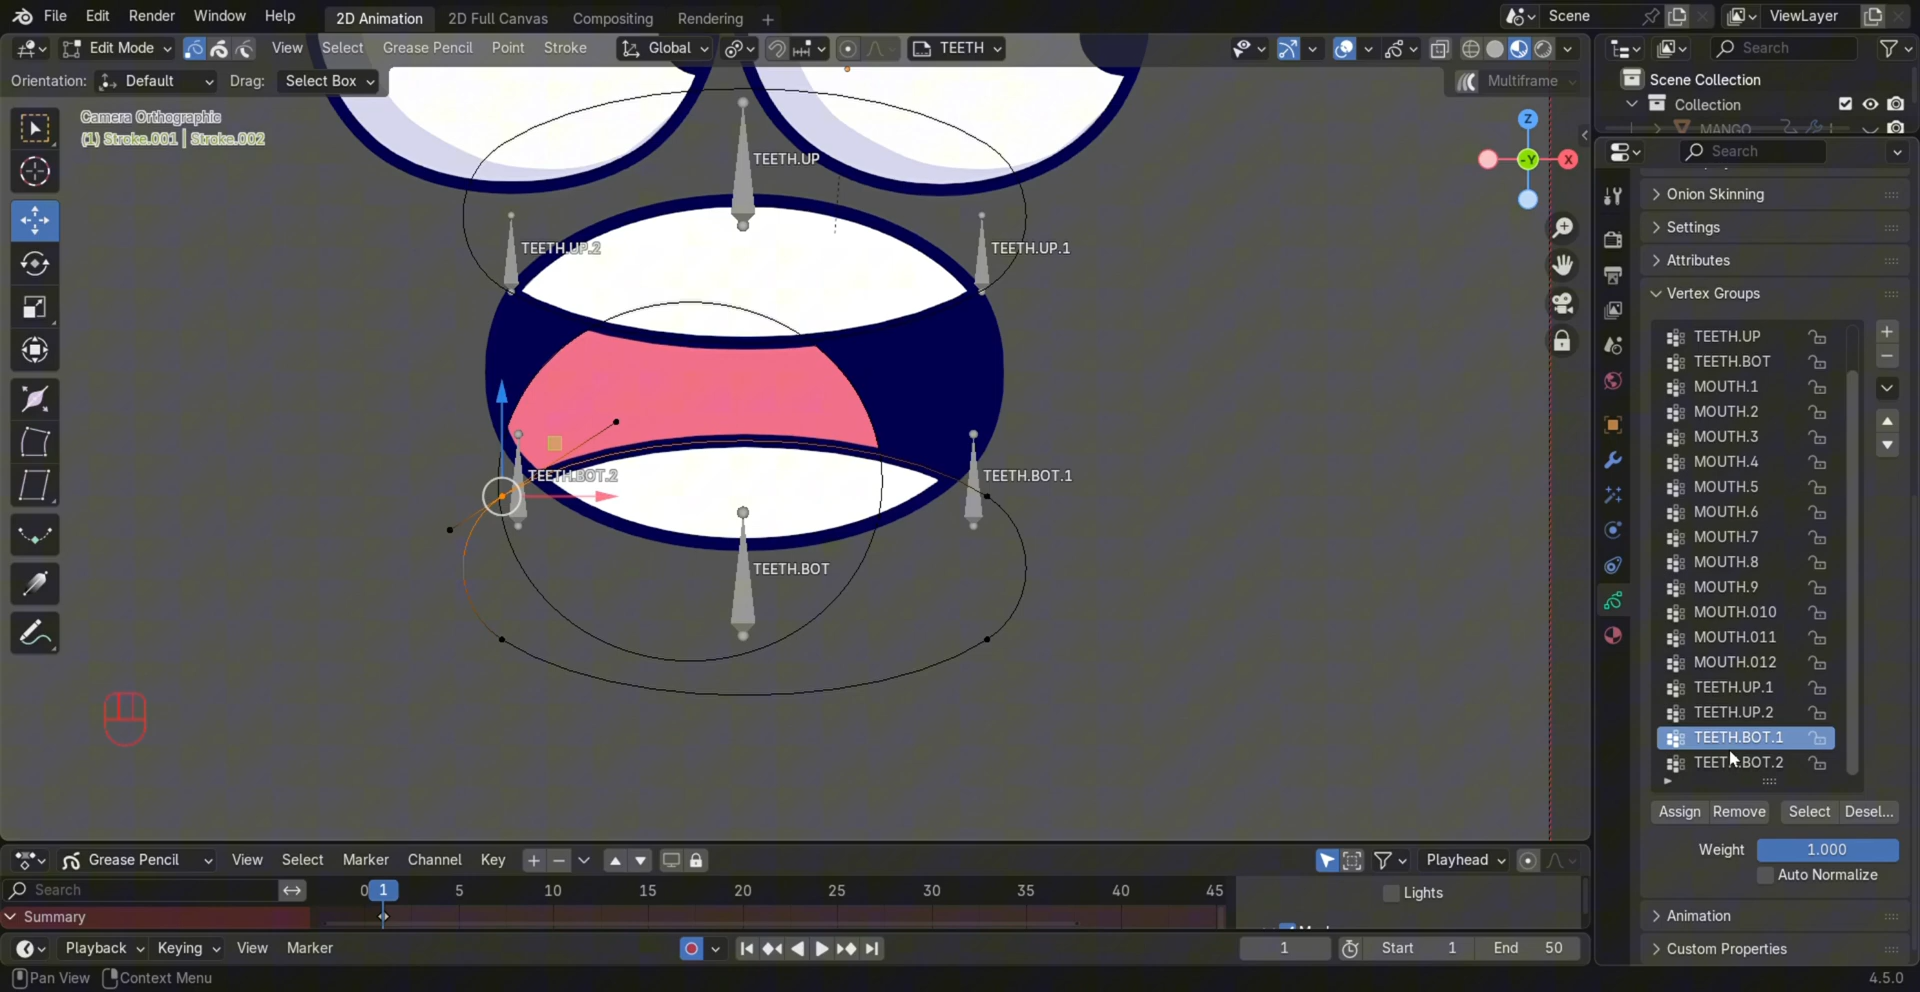 File Edit Render Window Help 2D Animation 2D Full Canvas Compositing Rendering + Scene ViewLayer
Edit Mode View Select Grease Pencil Point Stroke Global TEETH Search
Orientation: Default Drag: Select Box Multiframe Scene Collection
Collection
Camera Orthographic
(1) Stroke.001 | Stroke.002
MANGO
Search
Z
-Y
X
TEETH.UP
TEETH.UP.2
TEETH.UP.1
TEETH.BOT.2
TEETH.BOT.1
TEETH.BOT
Onion Skinning
Settings
Attributes
Vertex Groups
TEETH.UP
TEETH.BOT
MOUTH.1
MOUTH.2
MOUTH.3
MOUTH.4
MOUTH.5
MOUTH.6
MOUTH.7
MOUTH.8
MOUTH.9
MOUTH.010
MOUTH.011
MOUTH.012
TEETH.UP.1
TEETH.UP.2
TEETH.BOT.1
TEETH.BOT.2
Assign Remove Select Desel...
Weight 1.000
Auto Normalize
Animation
Custom Properties
Grease Pencil View Select Marker Channel Key Playhead
Search 0 1 5 10 15 20 25 30 35 40 45 Lights
Summary
Playback Keying View Marker 1 Start 1 End 50
Pan View Context Menu 4.5.0